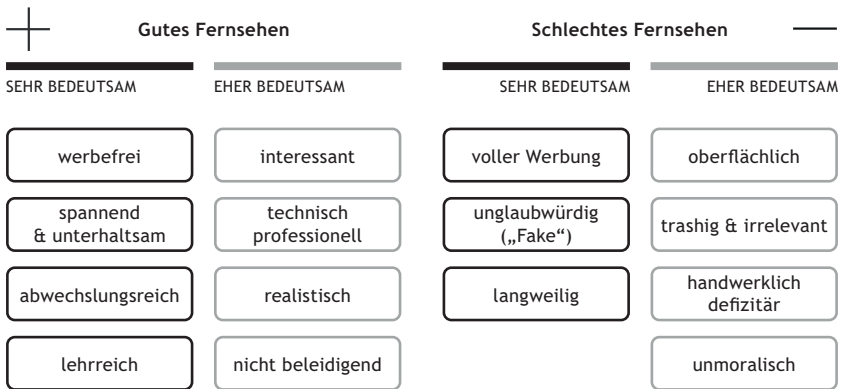 Gutes Fernsehen
Schlechtes Fernsehen
SEHR BEDEUTSAM
EHER BEDEUTSAM
SEHR BEDEUTSAM
EHER BEDEUTSAM
werbefrei
interessant
voller Werbung
oberflächlich
spannend
& unterhaltsam
technisch
professionell
unglaubwürdig
(„Fake“)
trashig & irrelevant
abwechslungsreich
realistisch
langweilig
handwerklich
defizitär
lehrreich
nicht beleidigend
unmoralisch